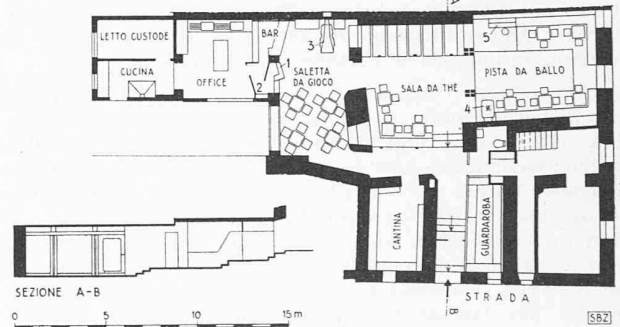 LETTO CUSTODE
CUCINA
OFFICE
BAR
1
2
3
SALETTA
DA GIOCO
SALA DA THE
5
PISTA DA BALLO
4
CANTINA
GUARDAROBA
B
STRADA
SEZIONE A-B
0 5 10 15 m
SBZ